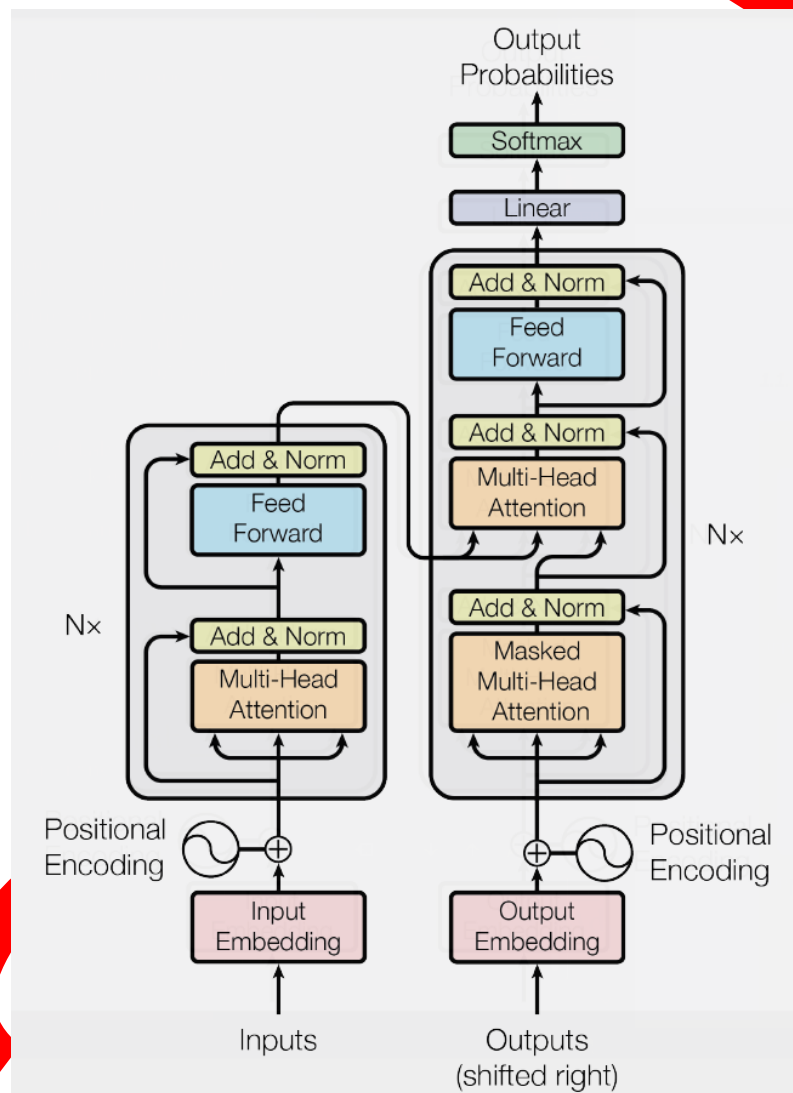 Output
Probabilities
Softmax
Linear
Add & Norm
Feed
Forward
Add & Norm
Multi-Head
Attention
Add & Norm
Masked
Multi-Head
Attention
Nx
Add & Norm
Feed
Forward
Add & Norm
Multi-Head
Attention
Nx
Positional
Encoding
Positional
Encoding
Input
Embedding
Output
Embedding
Inputs
Outputs
(shifted right)